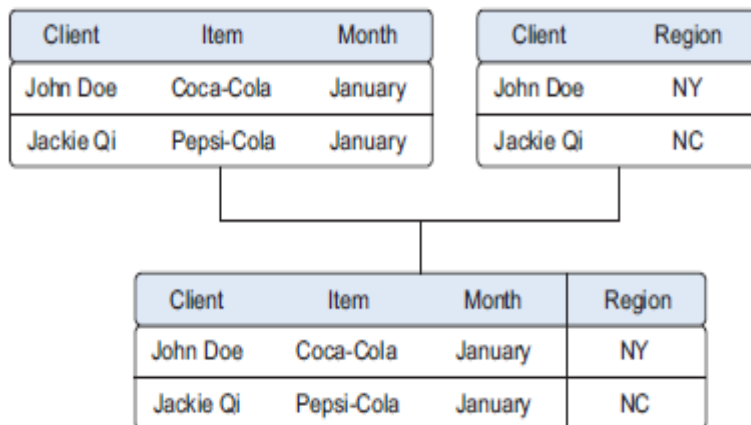 Client Item Month
John Doe Coca-Cola January
Jackie Qi Pepsi-Cola January
Client Region
John Doe NY
Jackie Qi NC
Client Item Month Region
John Doe Coca-Cola January NY
Jackie Qi Pepsi-Cola January NC